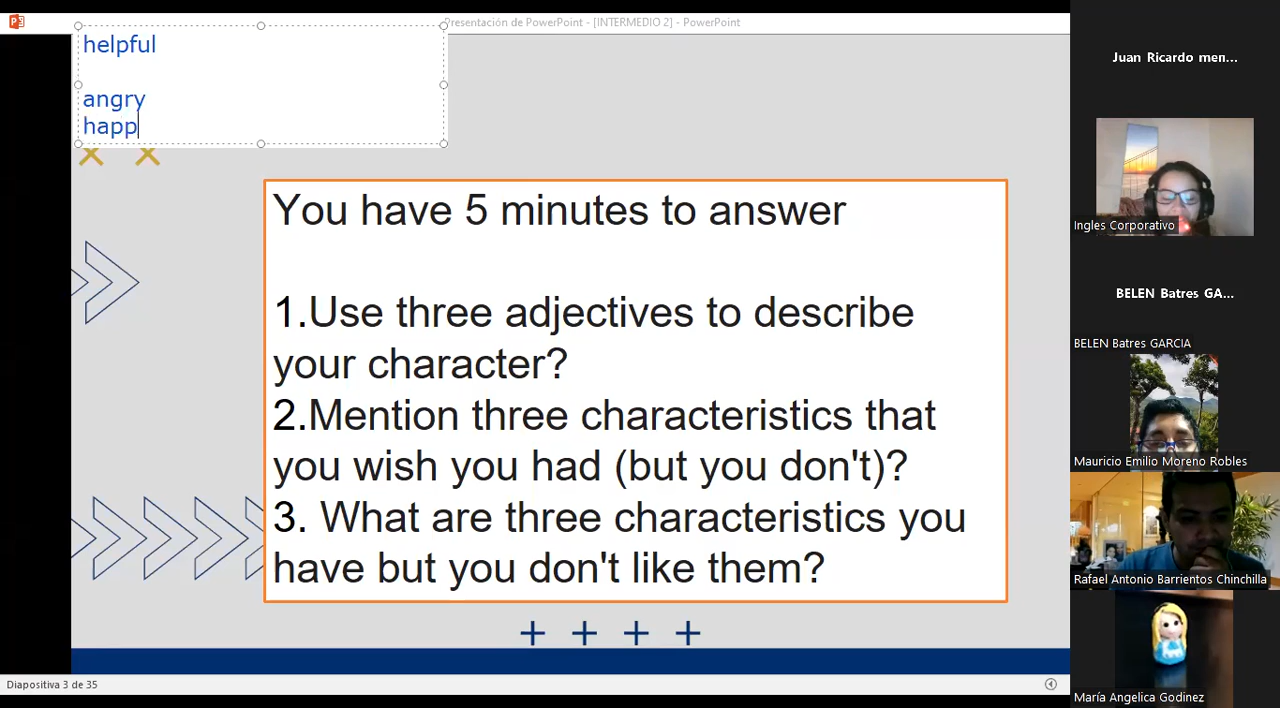 Presentación de PowerPoint - [INTERMEDIO 2] - PowerPoint
helpful
angry
happ
You have 5 minutes to answer
1.Use three adjectives to describe
your character?
2.Mention three characteristics that
you wish you had (but you don't)?
3. What are three characteristics you
have but you don't like them?
Diapositiva 3 de 35
Juan Ricardo men...
Ingles Corporativo
BELEN Batres GA...
BELEN Batres GARCIA
Mauricio Emilio Moreno Robles
Rafael Antonio Barrientos Chinchilla
María Angelica Godinez